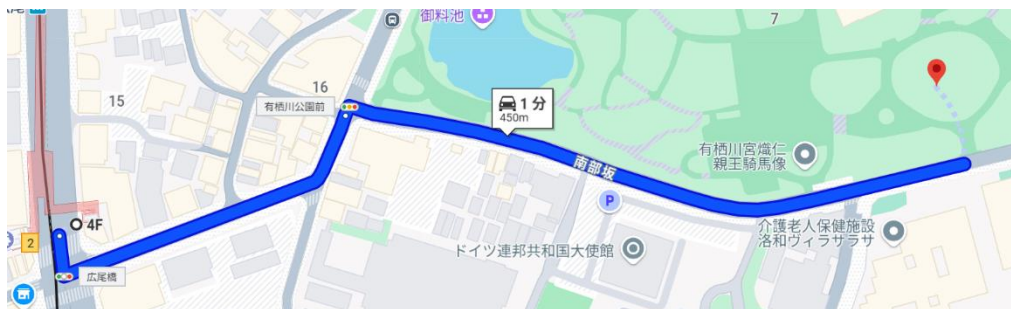 御料池
7
16
15
有栖川公園前
1 分
450m
南部坂
有栖川宮熾仁
親王騎馬像
P
4F
2
広尾橋
ドイツ連邦共和国大使館
介護老人保健施設
洛和ヴィラサラサ